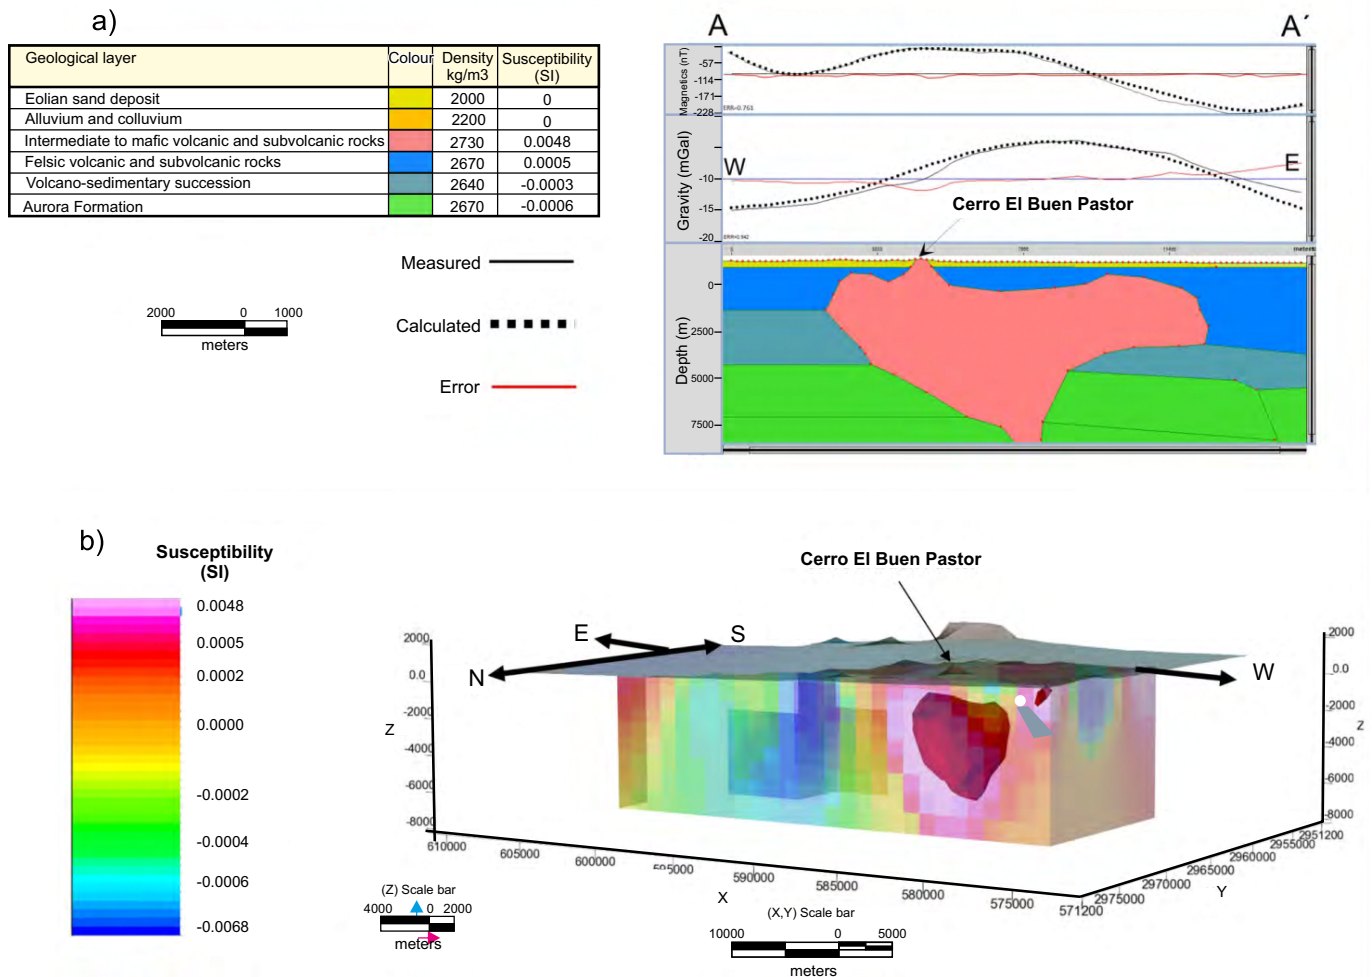 a)
Geological layer Colour Density kg/m3 Susceptibility (SI)
Eolian sand deposit 2000 0
Alluvium and colluvium 2200 0
Intermediate to mafic volcanic and subvolcanic rocks 2730 0.0048
Felsic volcanic and subvolcanic rocks 2670 0.0005
Volcano-sedimentary succession 2640 -0.0003
Aurora Formation 2670 -0.0006
Measured
Calculated
Error
2000 0 1000
meters
A A´
Magnetics (nT)
-57
-114
-171
-228
ERR=0.763
Gravity (mGal)
W E
-10
-15
-20
Cerro El Buen Pastor
meters
Depth (m)
0
2500
5000
7500
b)
Susceptibility
(SI)
0.0048
0.0005
0.0002
0.0000
-0.0002
-0.0004
-0.0006
-0.0068
Cerro El Buen Pastor
E S
N W
2000
0.0
-2000
Z
-4000
-6000
-8000
2000
0.0
-2000
Z
-4000
-6000
-8000
610000 605000 600000 595000 590000 585000 580000 575000 571200
X
2975000 2970000 2965000 2960000 2955000 2951200
Y
(Z) Scale bar
4000 0 2000
meters
(X,Y) Scale bar
10000 0 5000
meters